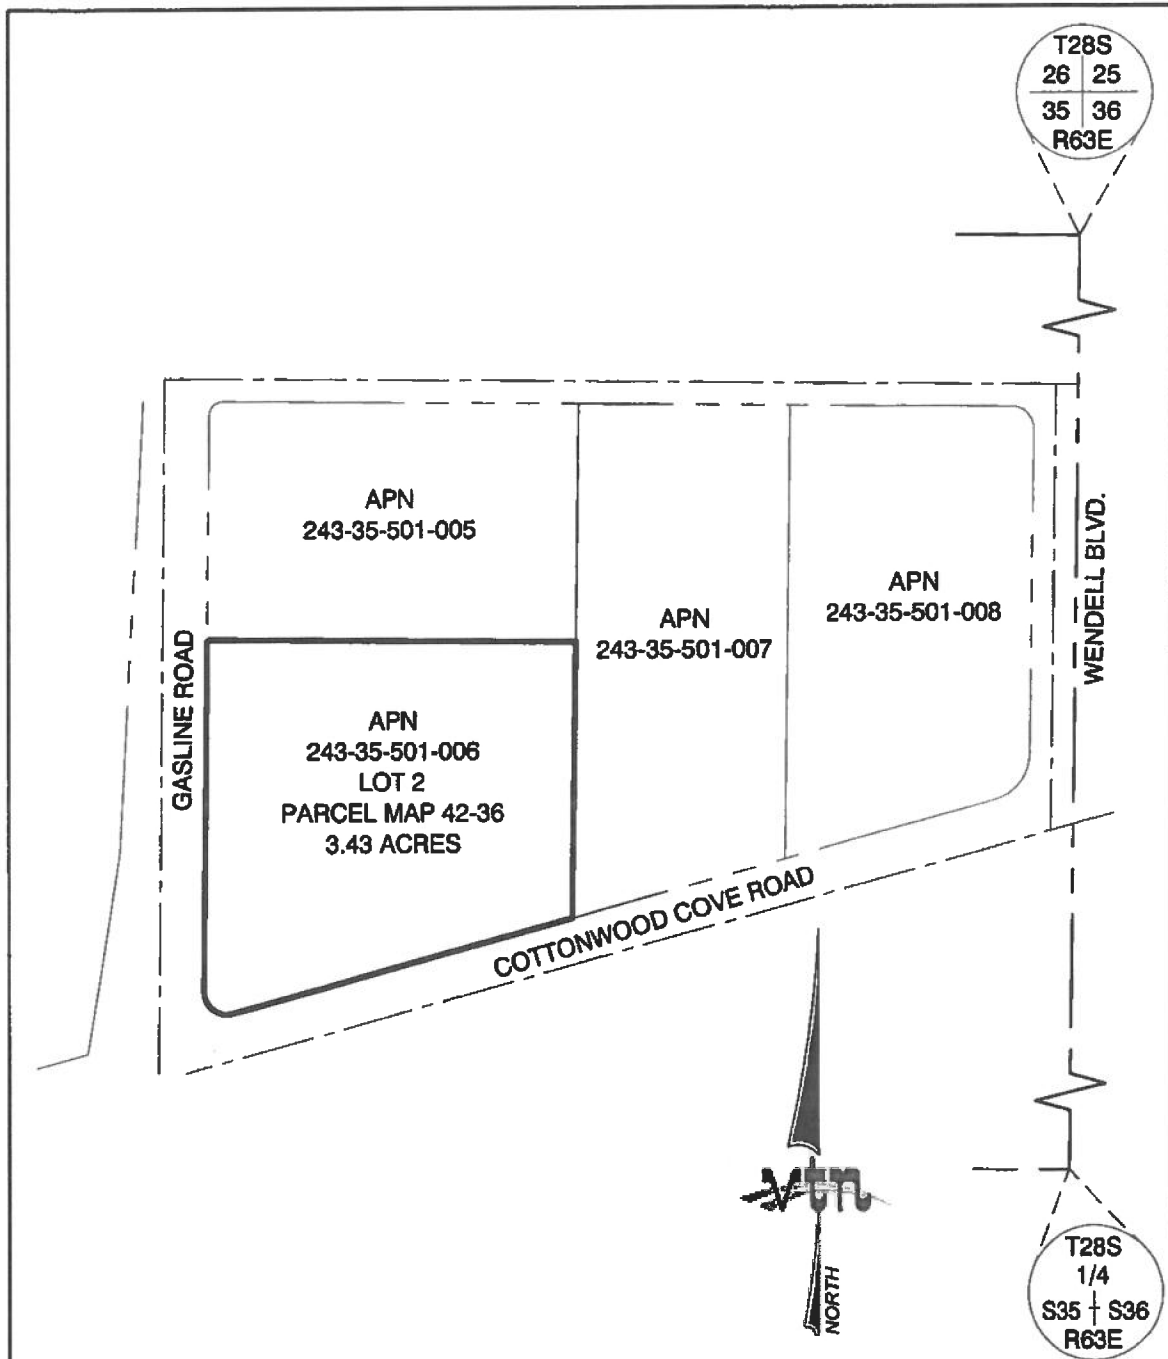 T28S
26 25
35 36
R63E
APN
243-35-501-005
APN
243-35-501-008
APN
243-35-501-007
WENDELL BLVD.
GASLINE ROAD
APN
243-35-501-006
LOT 2
PARCEL MAP 42-36
3.43 ACRES
COTTONWOOD COVE ROAD
VTN
NORTH
T28S
1/4
S35 S36
R63E